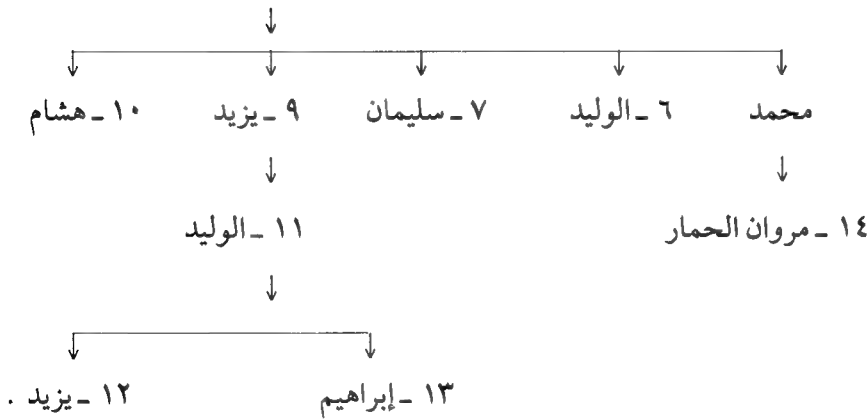 محمد ٦ ـ الوليد ٧ ـ سليمان ٩ ـ يزيد ١٠ ـ هشام
١٤ ـ مروان الحمار ١١ ـ الوليد
١٣ ـ إبراهيم ١٢ ـ يزيد .